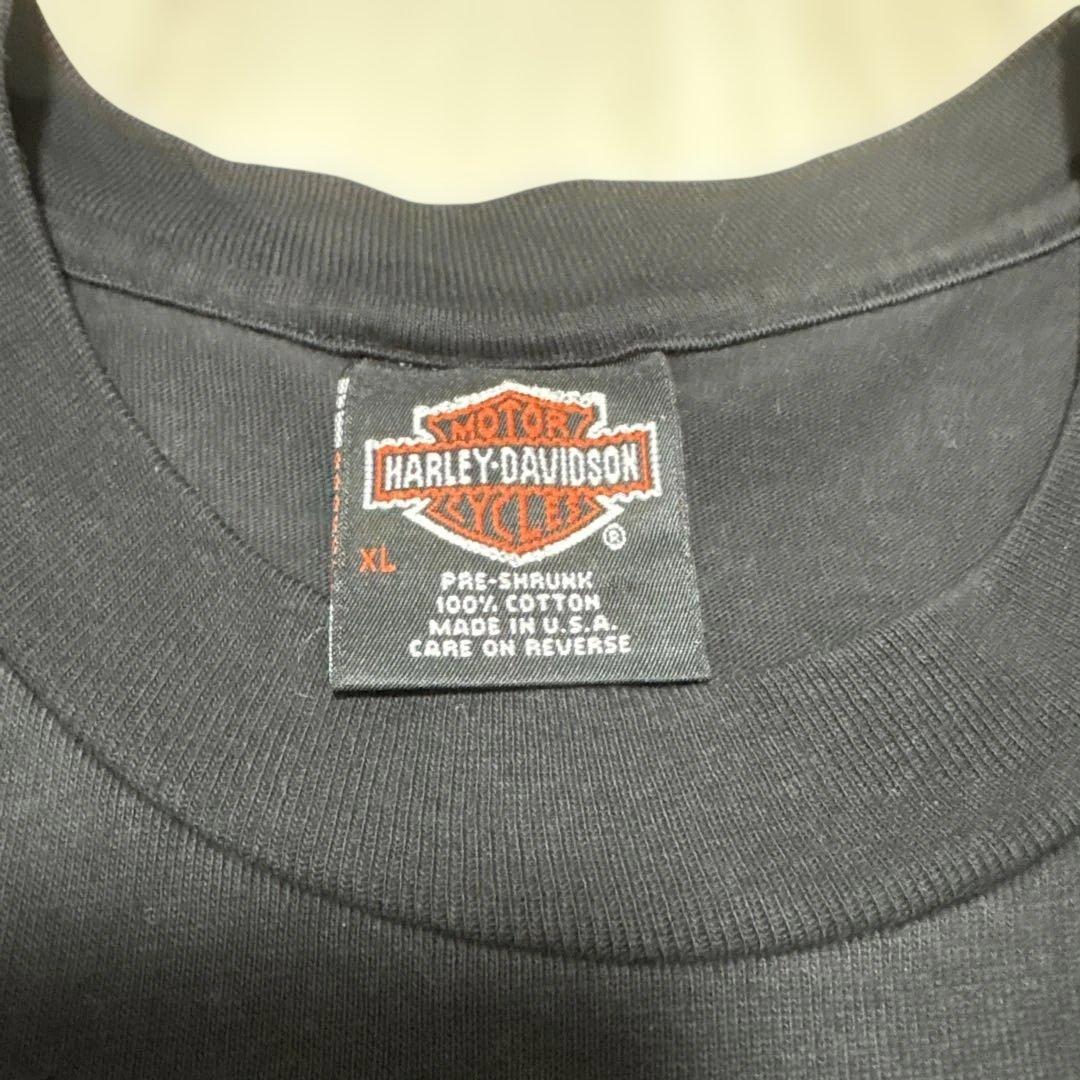 MOTOR
HARLEY-DAVIDSON
CYCLES
®
XL
PRE-SHRUNK
100% COTTON
MADE IN U.S.A.
CARE ON REVERSE